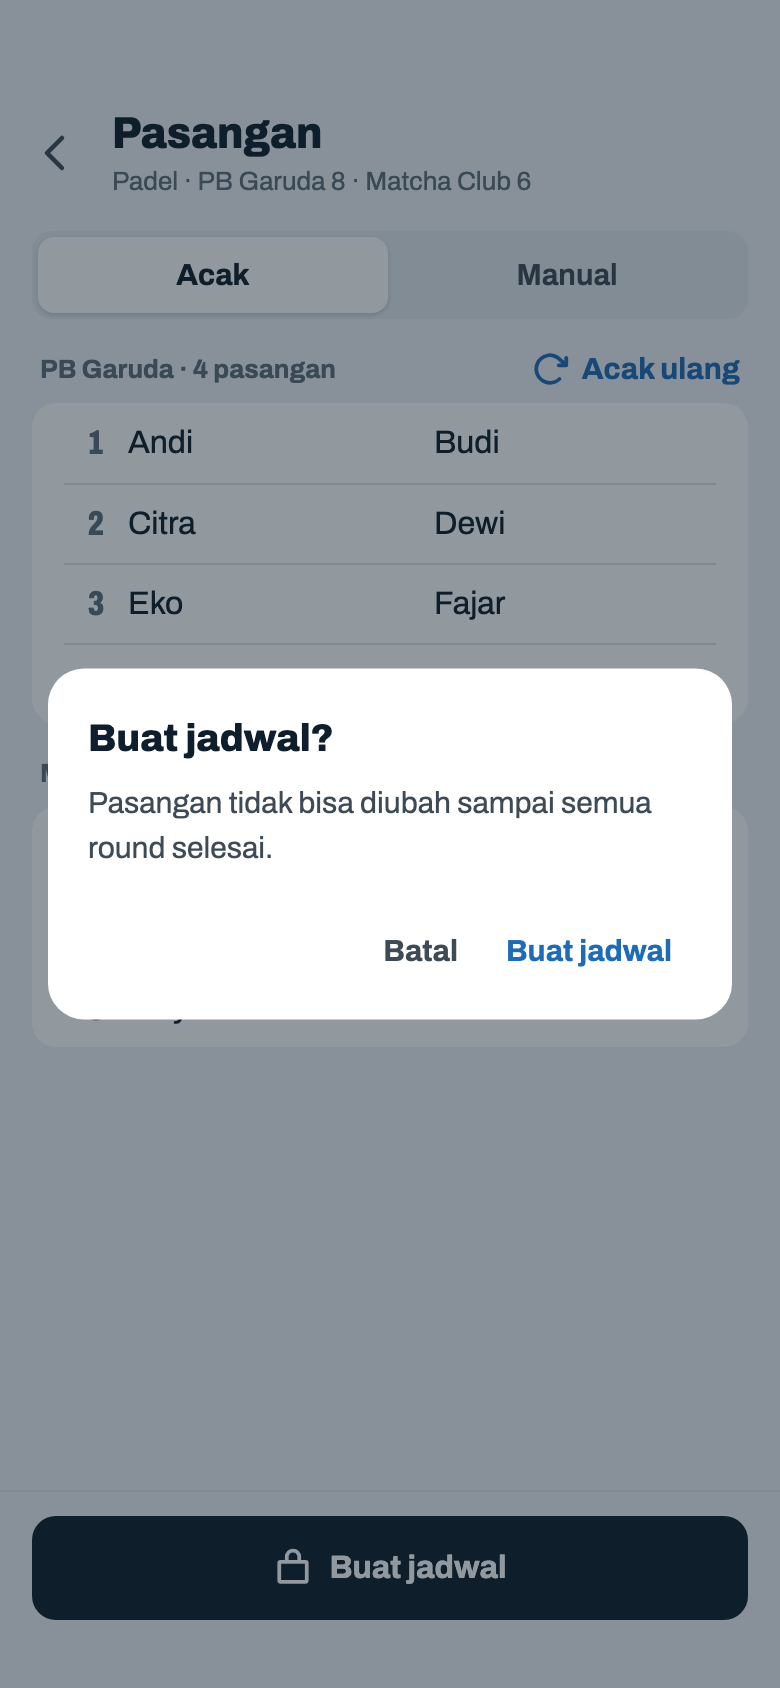 Pasangan
Padel · PB Garuda 8 · Matcha Club 6
Acak
Manual
PB Garuda · 4 pasangan
Acak ulang
1 Andi Budi
2 Citra Dewi
3 Eko Fajar
Buat jadwal?
Pasangan tidak bisa diubah sampai semua
round selesai.
Batal
Buat jadwal
Buat jadwal